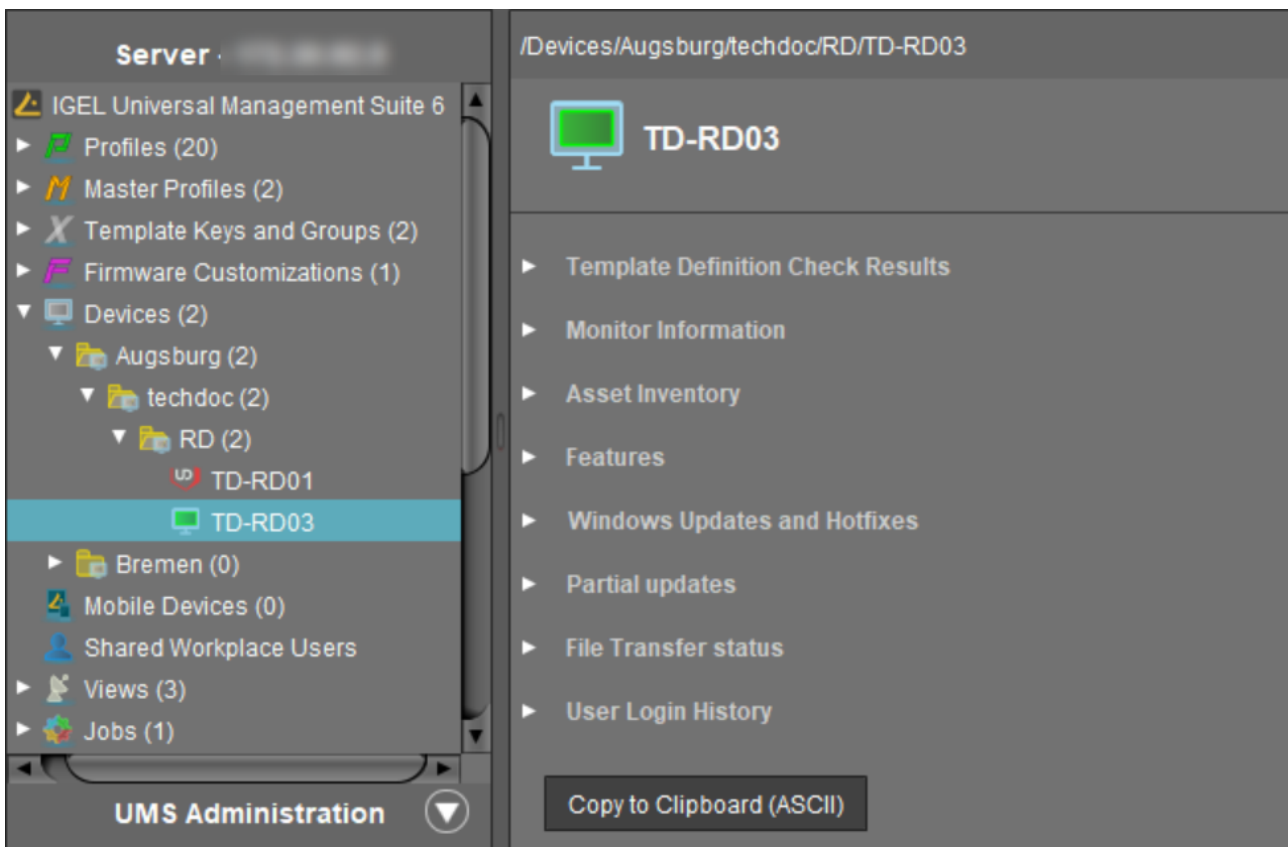 Server -
IGEL Universal Management Suite 6
Profiles (20)
Master Profiles (2)
Template Keys and Groups (2)
Firmware Customizations (1)
Devices (2)
Augsburg (2)
techdoc (2)
RD (2)
UD TD-RD01
TD-RD03
Bremen (0)
Mobile Devices (0)
Shared Workplace Users
Views (3)
Jobs (1)
UMS Administration
/Devices/Augsburg/techdoc/RD/TD-RD03
TD-RD03
Template Definition Check Results
Monitor Information
Asset Inventory
Features
Windows Updates and Hotfixes
Partial updates
File Transfer status
User Login History
Copy to Clipboard (ASCII)